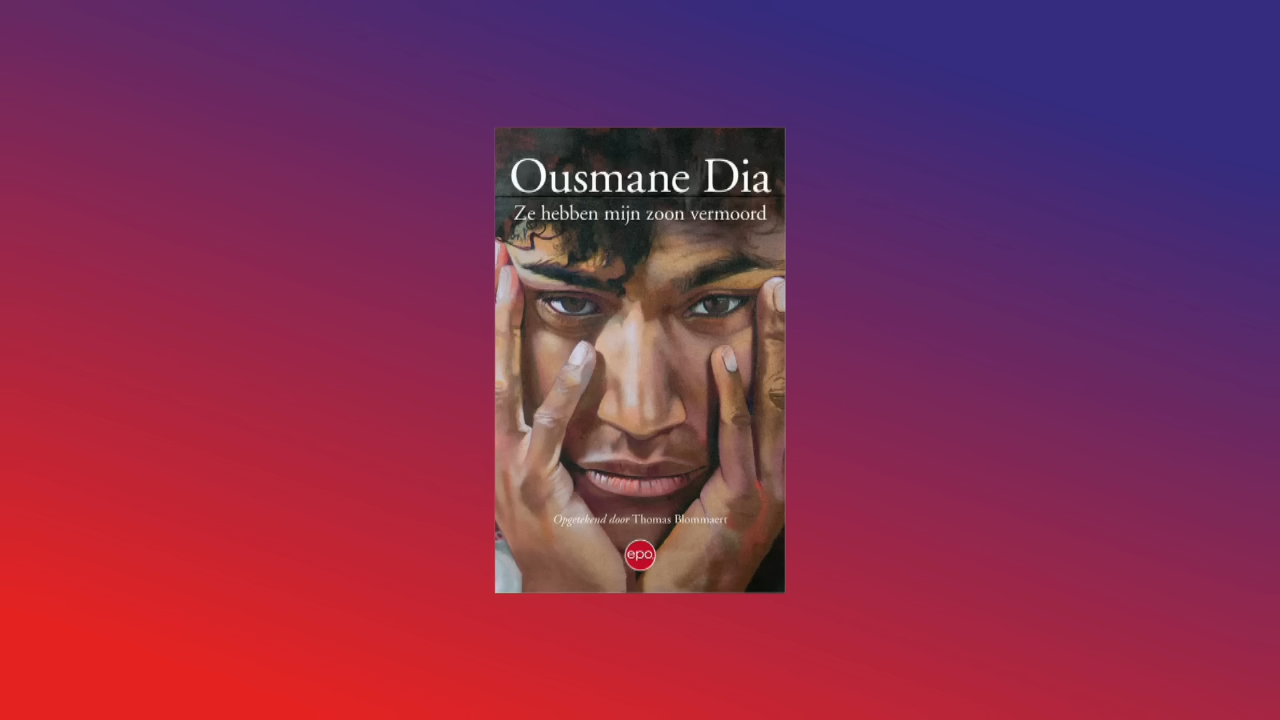 Ousmane Dia
Ze hebben mijn zoon vermoord
Opgetekend door Thomas Blommaert
epo